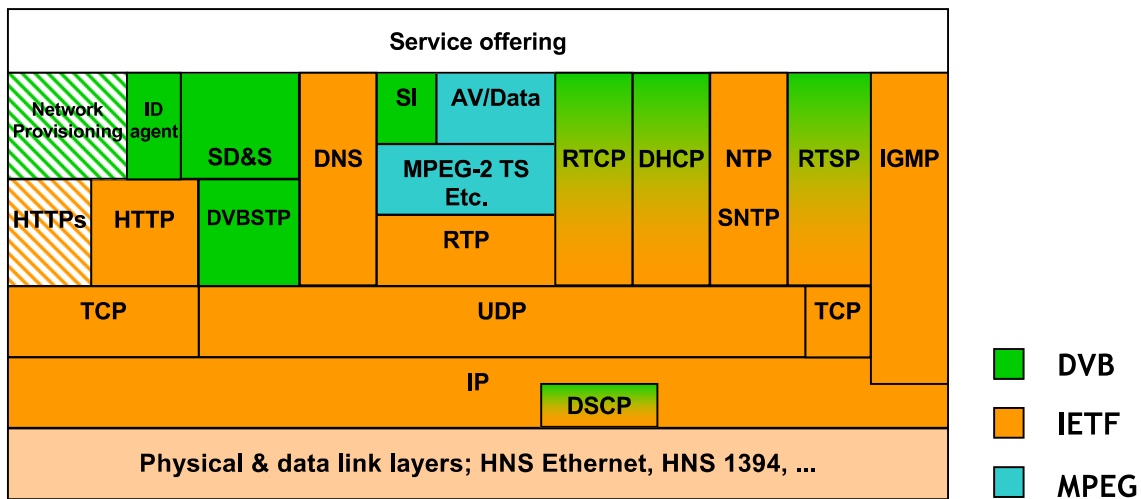 Service offering
Network
Provisioning
ID
agent
SD&S
DNS
SI
AV/Data
MPEG-2 TS
Etc.
RTP
RTCP
DHCP
NTP
SNTP
RTSP
IGMP
HTTPs
HTTP
DVBSTP
TCP
UDP
TCP
IP
DSCP
Physical & data link layers; HNS Ethernet, HNS 1394, ...
DVB
IETF
MPEG